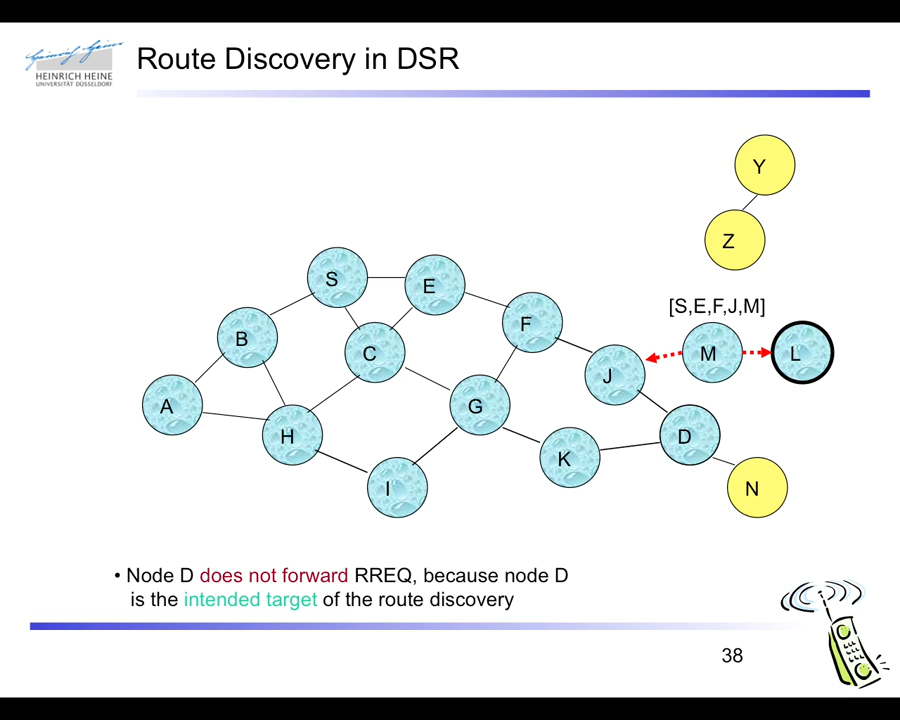 HEINRICH HEINE
UNIVERSITÄT DÜSSELDORF
Route Discovery in DSR
Y
Z
S
E
[S,E,F,J,M]
B
F
C
M
L
J
A
G
H
D
K
I
N
• Node D does not forward RREQ, because node D
is the intended target of the route discovery
38